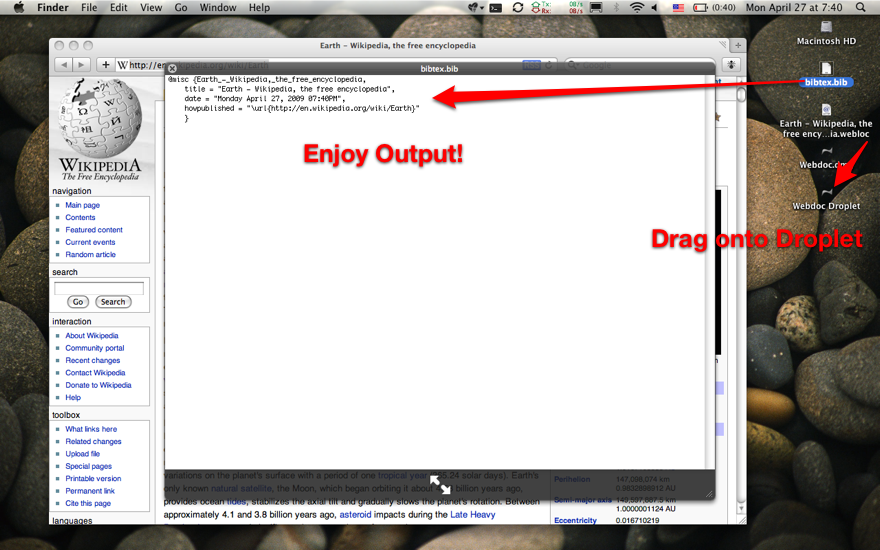 Finder File Edit View Go Window Help
Tx: 0B/s
Rx: 0B/s
(0:40) Mon April 27 at 7:40
Earth – Wikipedia, the free encyclopedia
bibtex.bib
@misc {Earth_-_Wikipedia,_the_free_encyclopedia,
title = "Earth - Wikipedia, the free encyclopedia",
date = "Monday April 27, 2009 07:40PM",
howpublished = "\url{http://en.wikipedia.org/wiki/Earth}"
}
Enjoy Output!
Macintosh HD
bibtex.bib
Earth – Wikipedia, the
free ency...ia.webloc
Webdoc Droplet
Drag onto Droplet
WIKIPEDIA
The Free Encyclopedia
navigation
Main page
Contents
Featured content
Current events
Random article
search
Go Search
interaction
About Wikipedia
Community portal
Recent changes
Contact Wikipedia
Donate to Wikipedia
Help
toolbox
What links here
Related changes
Upload file
Special pages
Printable version
Permanent link
Cite this page
languages
variations on the planet's surface with a period of one tropical year (365.24 solar days). Earth's
only known natural satellite, the Moon, which began orbiting it about billion years ago,
provides ocean tides, stabilizes the axial tilt and gradually slows the planet's rotation. Between
approximately 4.1 and 3.8 billion years ago, asteroid impacts during the Late Heavy
Perihelion 147,098,074 km
0.9832898912 AU
Semi-major axis 149,597,887.5 km
1.0000001124 AU
Eccentricity 0.016710219